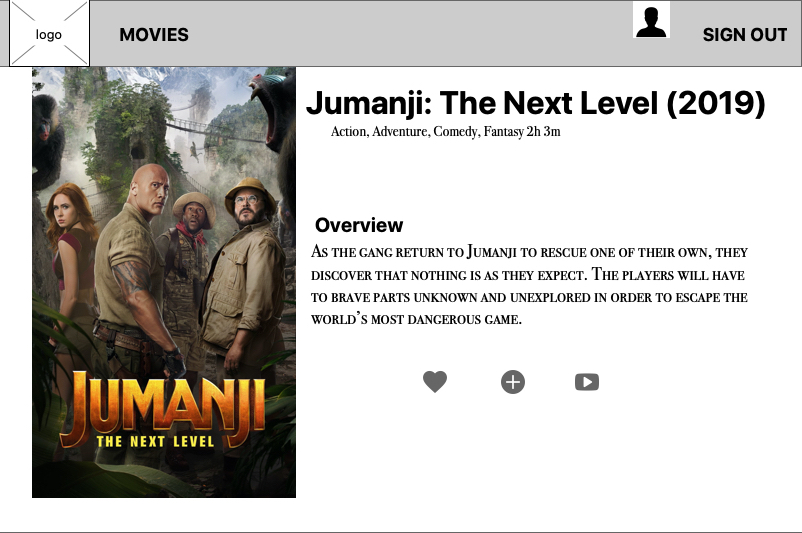 logo
MOVIES
SIGN OUT
Jumanji: The Next Level (2019)
Action, Adventure, Comedy, Fantasy 2h 3m
Overview
As the gang return to Jumanji to rescue one of their own, they
discover that nothing is as they expect. The players will have
to brave parts unknown and unexplored in order to escape the
world's most dangerous game.
JUMANJI
THE NEXT LEVEL